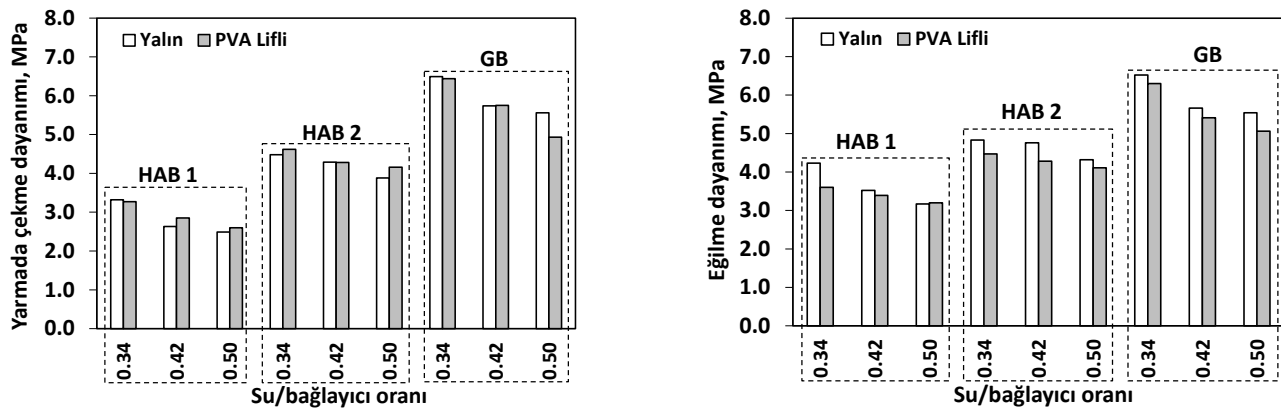 Yarmada çekme dayanımı, MPa
8.0
7.0
6.0
5.0
4.0
3.0
2.0
1.0
0.0
Yalın PVA Lifli
HAB 1
HAB 2
GB
0.34 0.42 0.50 0.34 0.42 0.50 0.34 0.42 0.50
Su/bağlayıcı oranı
Eğilme dayanımı, MPa
8.0
7.0
6.0
5.0
4.0
3.0
2.0
1.0
0.0
Yalın PVA Lifli
HAB 1
HAB 2
GB
0.34 0.42 0.50 0.34 0.42 0.50 0.34 0.42 0.50
Su/bağlayıcı oranı